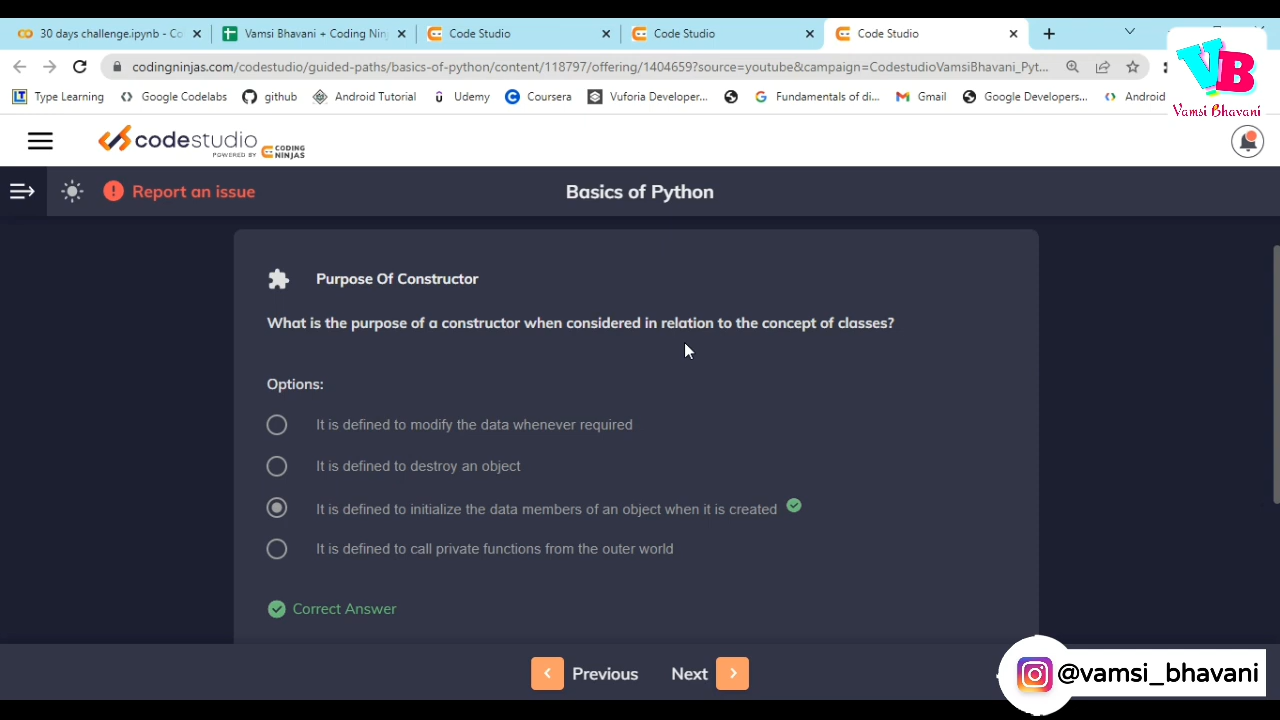 30 days challenge.ipynb - Co
Vamsi Bhavani + Coding Nin
Code Studio
Code Studio
Code Studio
codingninjas.com/codestudio/guided-paths/basics-of-python/content/118797/offering/1404659?source=youtube&campaign=CodestudioVamsiBhavani_Pyt...
VB
Vamsi Bhavani
Type Learning
Google Codelabs
github
Android Tutorial
Udemy
Coursera
Vuforia Developer...
Fundamentals of di...
Gmail
Google Developers...
Android
codestudio
POWERED BY CODING NINJAS
Report an issue
Basics of Python
Purpose Of Constructor
What is the purpose of a constructor when considered in relation to the concept of classes?
Options:
It is defined to modify the data whenever required
It is defined to destroy an object
It is defined to initialize the data members of an object when it is created
It is defined to call private functions from the outer world
Correct Answer
Previous
Next
@vamsi_bhavani